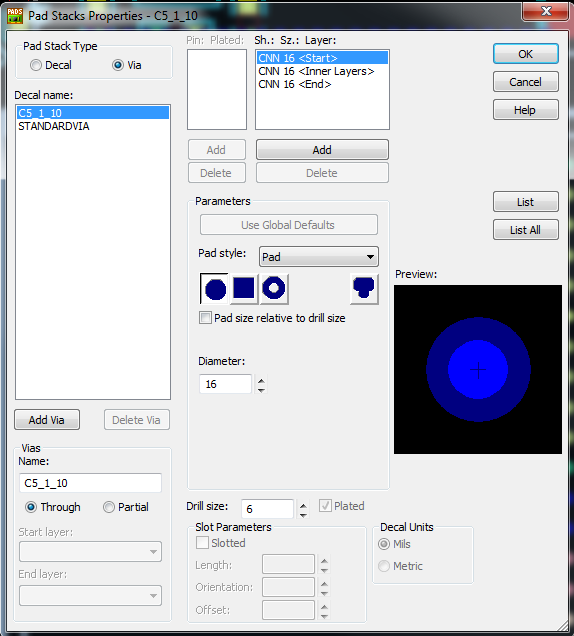 PADS
Pad Stacks Properties - C5_1_10
Pad Stack Type
Decal
Via
Decal name:
C5_1_10
STANDARDVIA
Add Via
Delete Via
Vias
Name:
C5_1_10
Through
Partial
Start layer:
End layer:
Pin: Plated:
Sh.: Sz.: Layer:
CNN 16 <Start>
CNN 16 <Inner Layers>
CNN 16 <End>
Add
Add
Delete
Delete
Parameters
Use Global Defaults
Pad style:
Pad
Pad size relative to drill size
Diameter:
16
Drill size:
6
Plated
Slot Parameters
Slotted
Length:
Orientation:
Offset:
Decal Units
Mils
Metric
OK
Cancel
Help
List
List All
Preview: